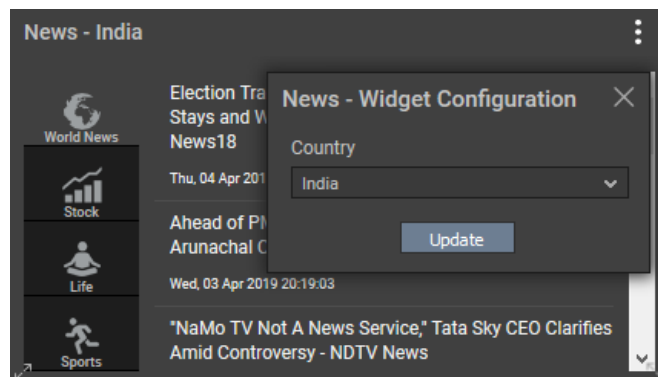 News - India
World News
Stock
Life
Sports
Election Tra
Stays and W
News18
Thu, 04 Apr 201
Ahead of PM
Arunachal C
Wed, 03 Apr 2019 20:19:03
"NaMo TV Not A News Service," Tata Sky CEO Clarifies
Amid Controversy - NDTV News
News - Widget Configuration
Country
India
Update